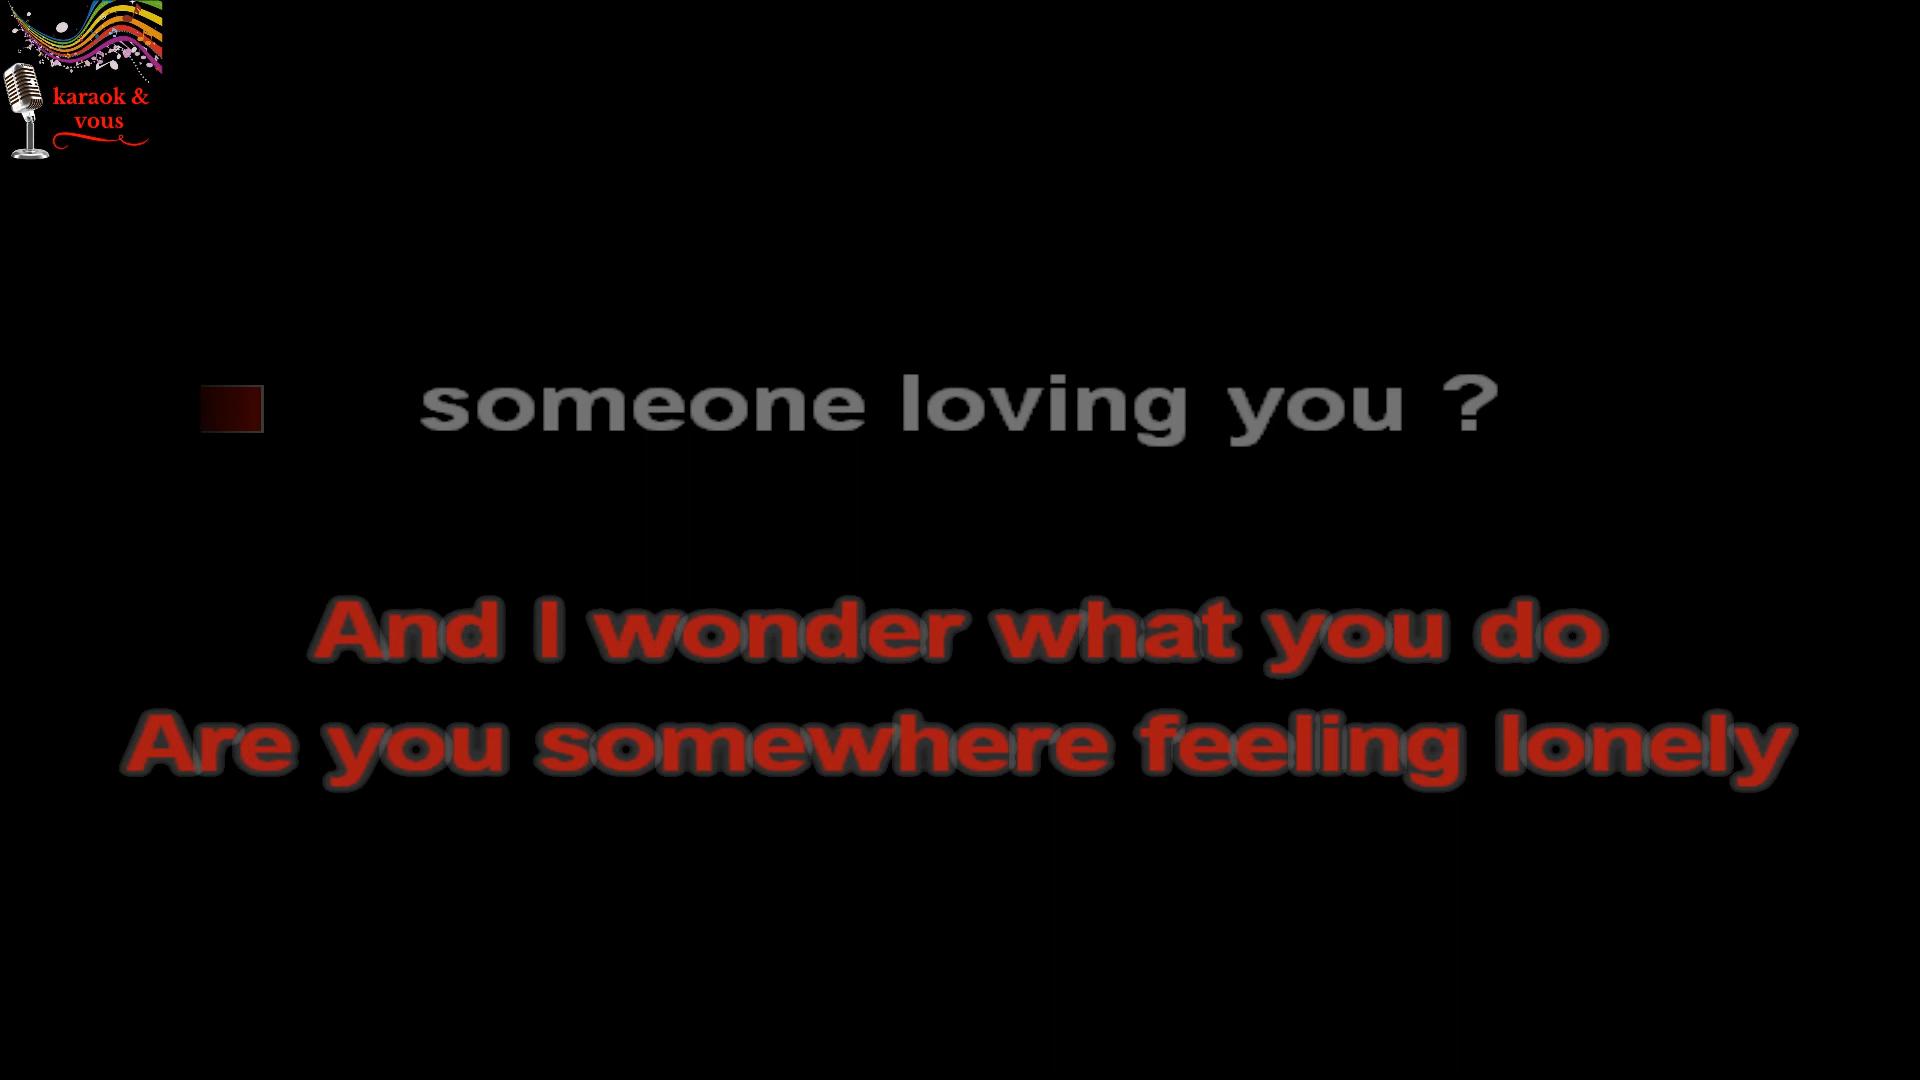 karaok &
vous
someone loving you ?
And I wonder what you do
Are you somewhere feeling lonely